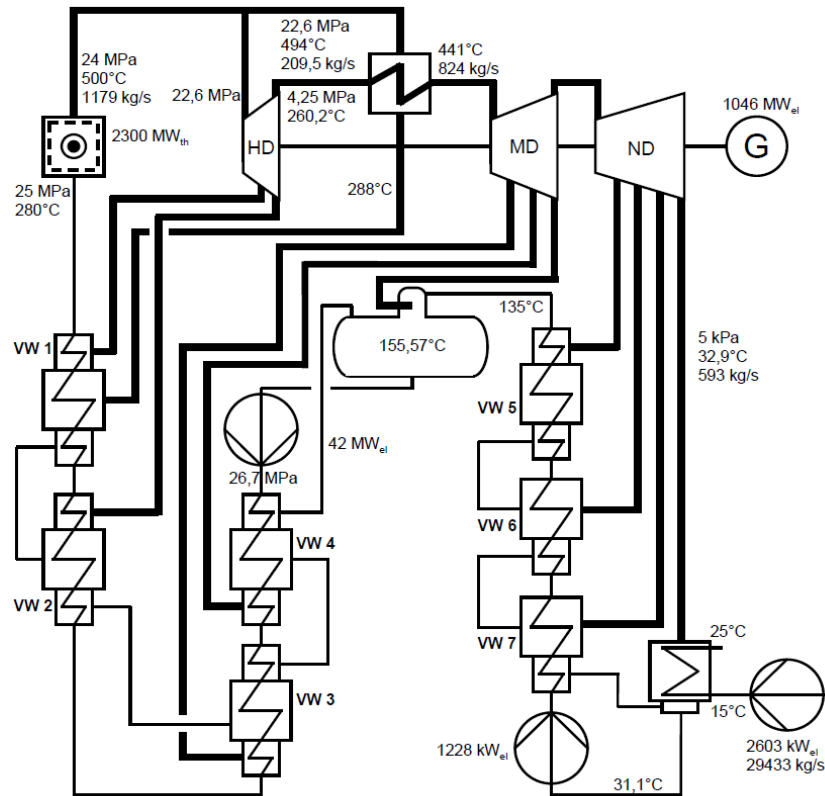 24 MPa
500°C
1179 kg/s
22,6 MPa
494°C
209,5 kg/s
441°C
824 kg/s
22,6 MPa
4,25 MPa
260,2°C
1046 MWel
2300 MWth
HD
MD
ND
G
25 MPa
280°C
288°C
135°C
VW 1
155,57°C
5 kPa
32,9°C
593 kg/s
VW 5
42 MWel
26,7 MPa
VW 4
VW 6
VW 2
VW 7
25°C
VW 3
15°C
1228 kWel
2603 kWel
29433 kg/s
31,1°C